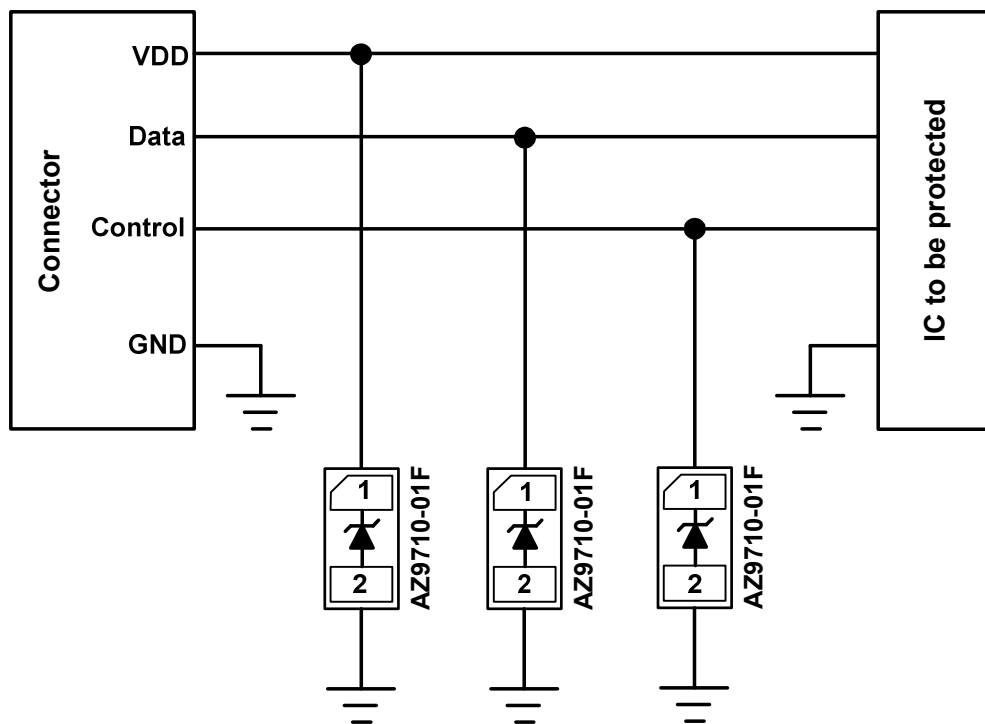 Connector
VDD
Data
Control
GND
IC to be protected
1
2
AZ9710-01F
1
2
AZ9710-01F
1
2
AZ9710-01F